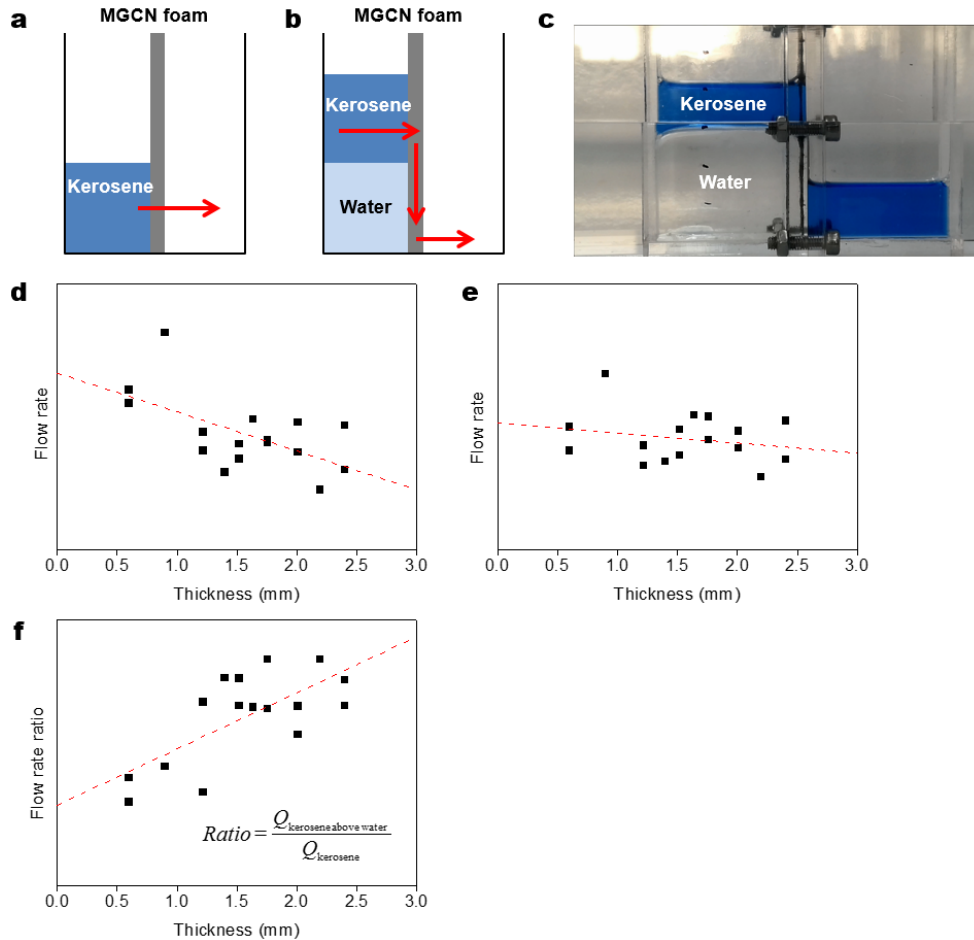 a
MGCN foam
Kerosene
b
MGCN foam
Kerosene
Water
c
Kerosene
Water
d
Flow rate
0.0 0.5 1.0 1.5 2.0 2.5 3.0
Thickness (mm)
e
Flow rate
0.0 0.5 1.0 1.5 2.0 2.5 3.0
Thickness (mm)
f
Flow rate ratio
Ratio = Q kerosene above water / Q kerosene
0.0 0.5 1.0 1.5 2.0 2.5 3.0
Thickness (mm)